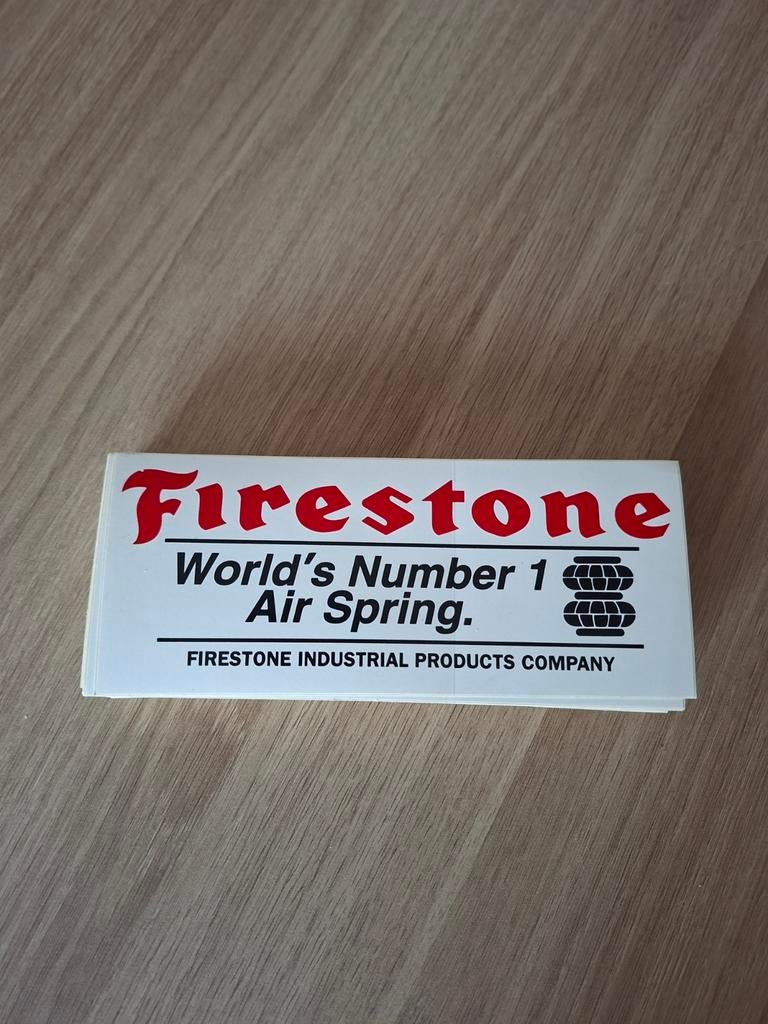 Firestone
World's Number 1
Air Spring.
FIRESTONE INDUSTRIAL PRODUCTS COMPANY